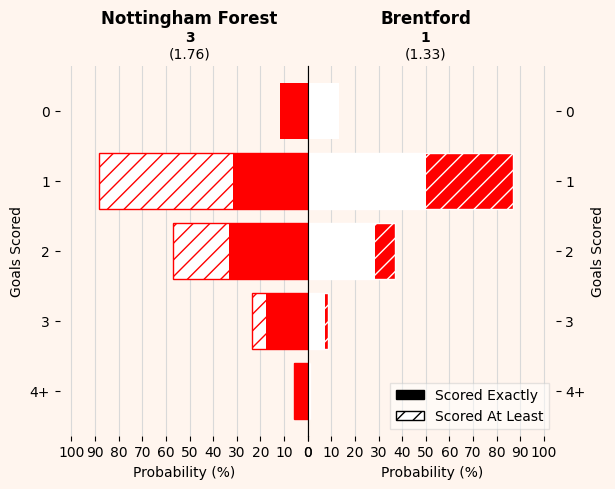 Nottingham Forest
3
(1.76)
Brentford
1
(1.33)
Goals Scored
0
1
2
3
4+
0
1
2
3
4+
Goals Scored
Scored Exactly
Scored At Least
100 90 80 70 60 50 40 30 20 10 0
0 10 20 30 40 50 60 70 80 90 100
Probability (%)
Probability (%)